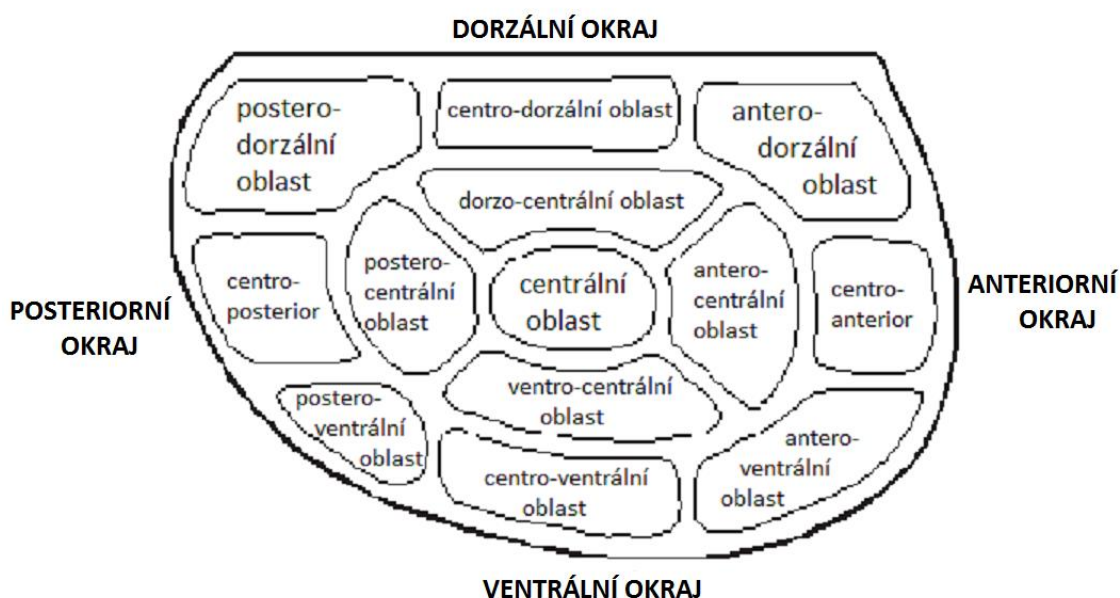 DORZÁLNÍ OKRAJ
postero-
dorzální
oblast
centro-dorzální oblast
antero-
dorzální
oblast
dorzo-centrální oblast
centro-
posterior
postero-
centrální
oblast
centrální
oblast
antero-
centrální
oblast
centro-
anterior
POSTERIORNÍ
OKRAJ
ANTERIORNÍ
OKRAJ
postero-
ventrální
oblast
ventro-centrální
oblast
centro-ventrální
oblast
antero-
ventrální
oblast
VENTRÁLNÍ OKRAJ